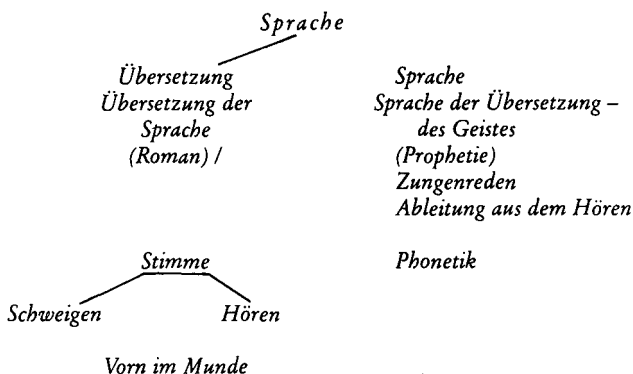 Sprache
Übersetzung
Übersetzung der
Sprache
(Roman) /
Sprache
Sprache der Übersetzung –
des Geistes
(Prophetie)
Zungenreden
Ableitung aus dem Hören
Stimme
Phonetik
Schweigen
Hören
Vorn im Munde